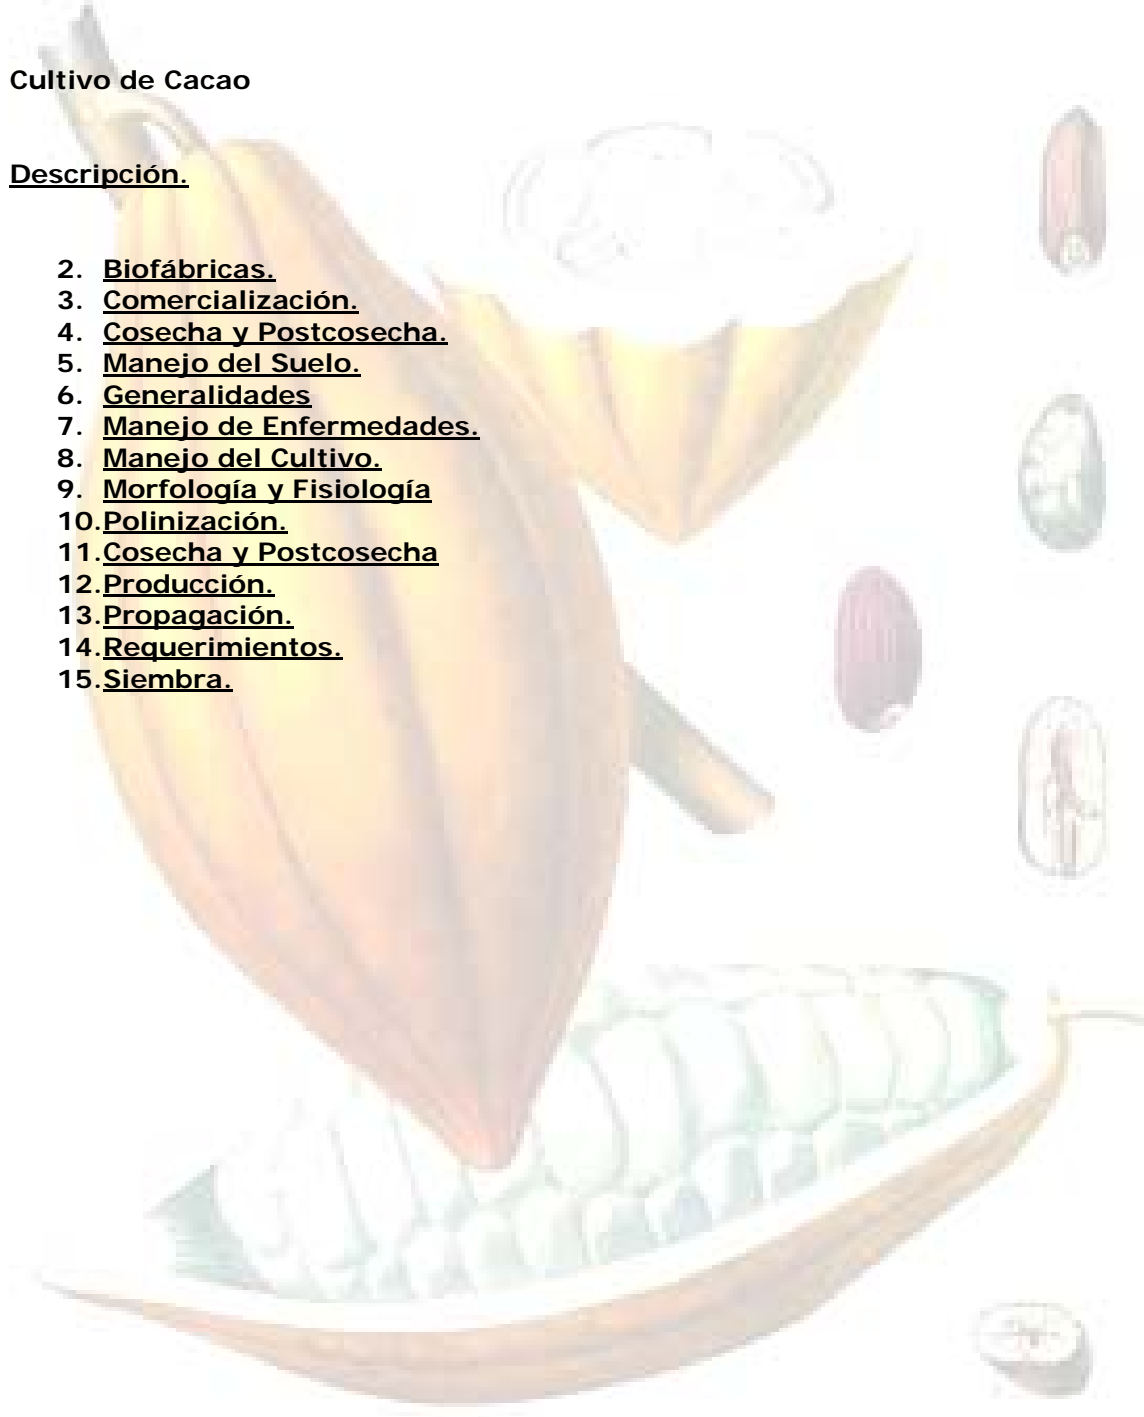 Cultivo de Cacao
Descripción.
2. Biofábricas.
3. Comercialización.
4. Cosecha y Postcosecha.
5. Manejo del Suelo.
6. Generalidades
7. Manejo de Enfermedades.
8. Manejo del Cultivo.
9. Morfología y Fisiología
10.Polinización.
11.Cosecha y Postcosecha
12.Producción.
13.Propagación.
14.Requerimientos.
15.Siembra.